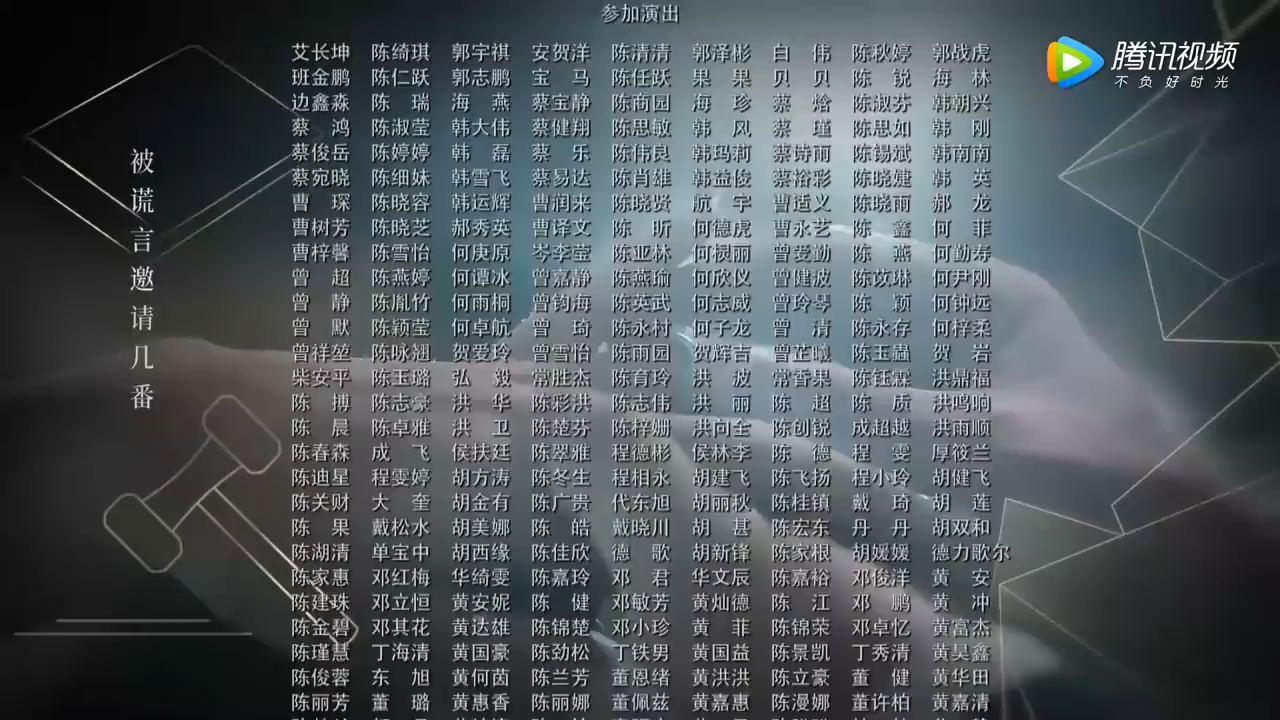 参加演出
腾讯视频
不负好时光
艾长坤 陈绮琪 郭宇祺 安贺洋 陈清清 郭泽彬 白 伟 陈秋婷 郭战虎
班金鹏 陈仁跃 郭志鹏 宝 马 陈任跃 果 果 贝 贝 陈 锐 海 林
边鑫淼 陈 瑞 海 燕 蔡宝静 陈商园 海 珍 蔡 焓 陈淑芬 韩朝兴
蔡 鸿 陈淑莹 韩大伟 蔡健翔 陈思敏 韩 风 蔡 瑾 陈思如 韩 刚
蔡俊岳 陈婷婷 韩 磊 蔡 乐 陈伟良 韩玛莉 蔡诗雨 陈锡斌 韩南南
蔡宛晓 陈细妹 韩雪飞 蔡易达 陈肖雄 韩益俊 蔡裕彩 陈晓婕 韩 英
曹 琛 陈晓容 韩运辉 曹润来 陈晓贤 航 宇 曹适义 陈晓雨 郝 龙
曹树芳 陈晓芝 郝秀英 曹译文 陈 昕 何德虎 曹永艺 陈 鑫 何 菲
曹梓馨 陈雪怡 何庚原 岑李莹 陈亚林 何棂丽 曾爱勤 陈 燕 何勤寿
曾 超 陈燕婷 何谭冰 曾嘉静 陈燕瑜 何欣仪 曾健波 陈苡琳 何尹刚
曾 静 陈胤竹 何雨桐 曾钧海 陈英武 何志威 曾玲琴 陈 颖 何钟远
曾 默 陈颖莹 何卓航 曾 琦 陈永村 何子龙 曾 清 陈永存 何梓柔
曾祥堃 陈咏翘 贺爱玲 曾雪怡 陈雨园 贺辉吉 曾芷曦 陈玉蝨 贺 岩
柴安平 陈玉璐 弘 毅 常胜杰 陈育玲 洪 波 常香果 陈钰霖 洪鼎福
陈 搏 陈志豪 洪 华 陈彩洪 陈志伟 洪 丽 陈 超 陈 质 洪鸣响
陈 晨 陈卓雅 洪 卫 陈楚芬 陈梓姗 洪向全 陈创锐 成超越 洪雨顺
陈春森 成 飞 侯扶廷 陈翠雅 程德彬 侯林李 陈 德 程 雯 厚筱兰
陈迪星 程雯婷 胡方涛 陈冬生 程相永 胡建飞 陈飞扬 程小玲 胡健飞
陈关财 大 奎 胡金有 陈广贵 代东旭 胡丽秋 陈桂镇 戴 琦 胡 莲
陈 果 戴松水 胡美娜 陈 皓 戴晓川 胡 甚 陈宏东 丹 丹 胡双和
陈湖清 单宝中 胡西缘 陈佳欣 德 歌 胡新锋 陈家根 胡媛媛 德力歌尔
陈家惠 邓红梅 华绮雯 陈嘉玲 邓 君 华文辰 陈嘉裕 邓俊洋 黄 安
陈建珠 邓立恒 黄安妮 陈 健 邓敏芳 黄灿德 陈 江 邓 鹏 黄 冲
陈金碧 邓其花 黄达雄 陈锦楚 邓小珍 黄 菲 陈锦荣 邓卓忆 黄富杰
陈瑾慧 丁海清 黄国豪 陈劲松 丁铁男 黄国益 陈景凯 丁秀清 黄昊鑫
陈俊蓉 东 旭 黄何茵 陈兰芳 董恩绪 黄洪洪 陈立豪 董 健 黄华田
陈丽芳 董 璐 黄惠香 陈丽娜 董佩兹 黄嘉惠 陈漫娜 董许柏 黄嘉清
被谎言邀请几番